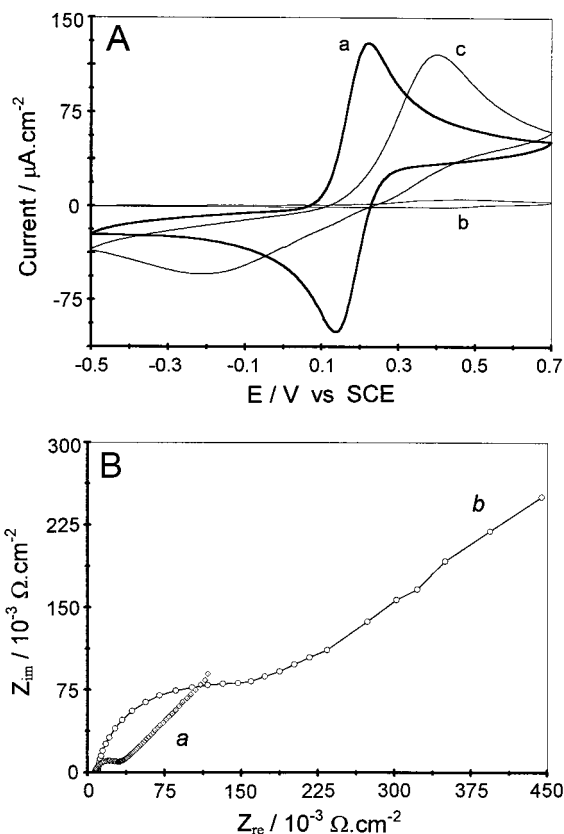 A
150
75
0
-75
Current / μA.cm-2
a
c
b
-0.5 -0.3 -0.1 0.1 0.3 0.5 0.7
E / V vs SCE
B
300
225
150
75
0
Zim / 10-3 Ω.cm-2
b
a
0 75 150 225 300 375 450
Zre / 10-3 Ω.cm-2